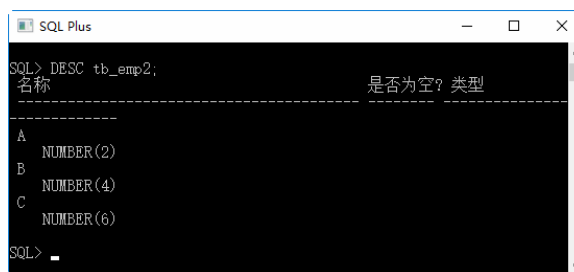 SQL Plus
SQL> DESC tb_emp2;
名称 是否为空? 类型
----------------------------------------- -------- ---------------
-------------
A
NUMBER(2)
B
NUMBER(4)
C
NUMBER(6)
SQL>